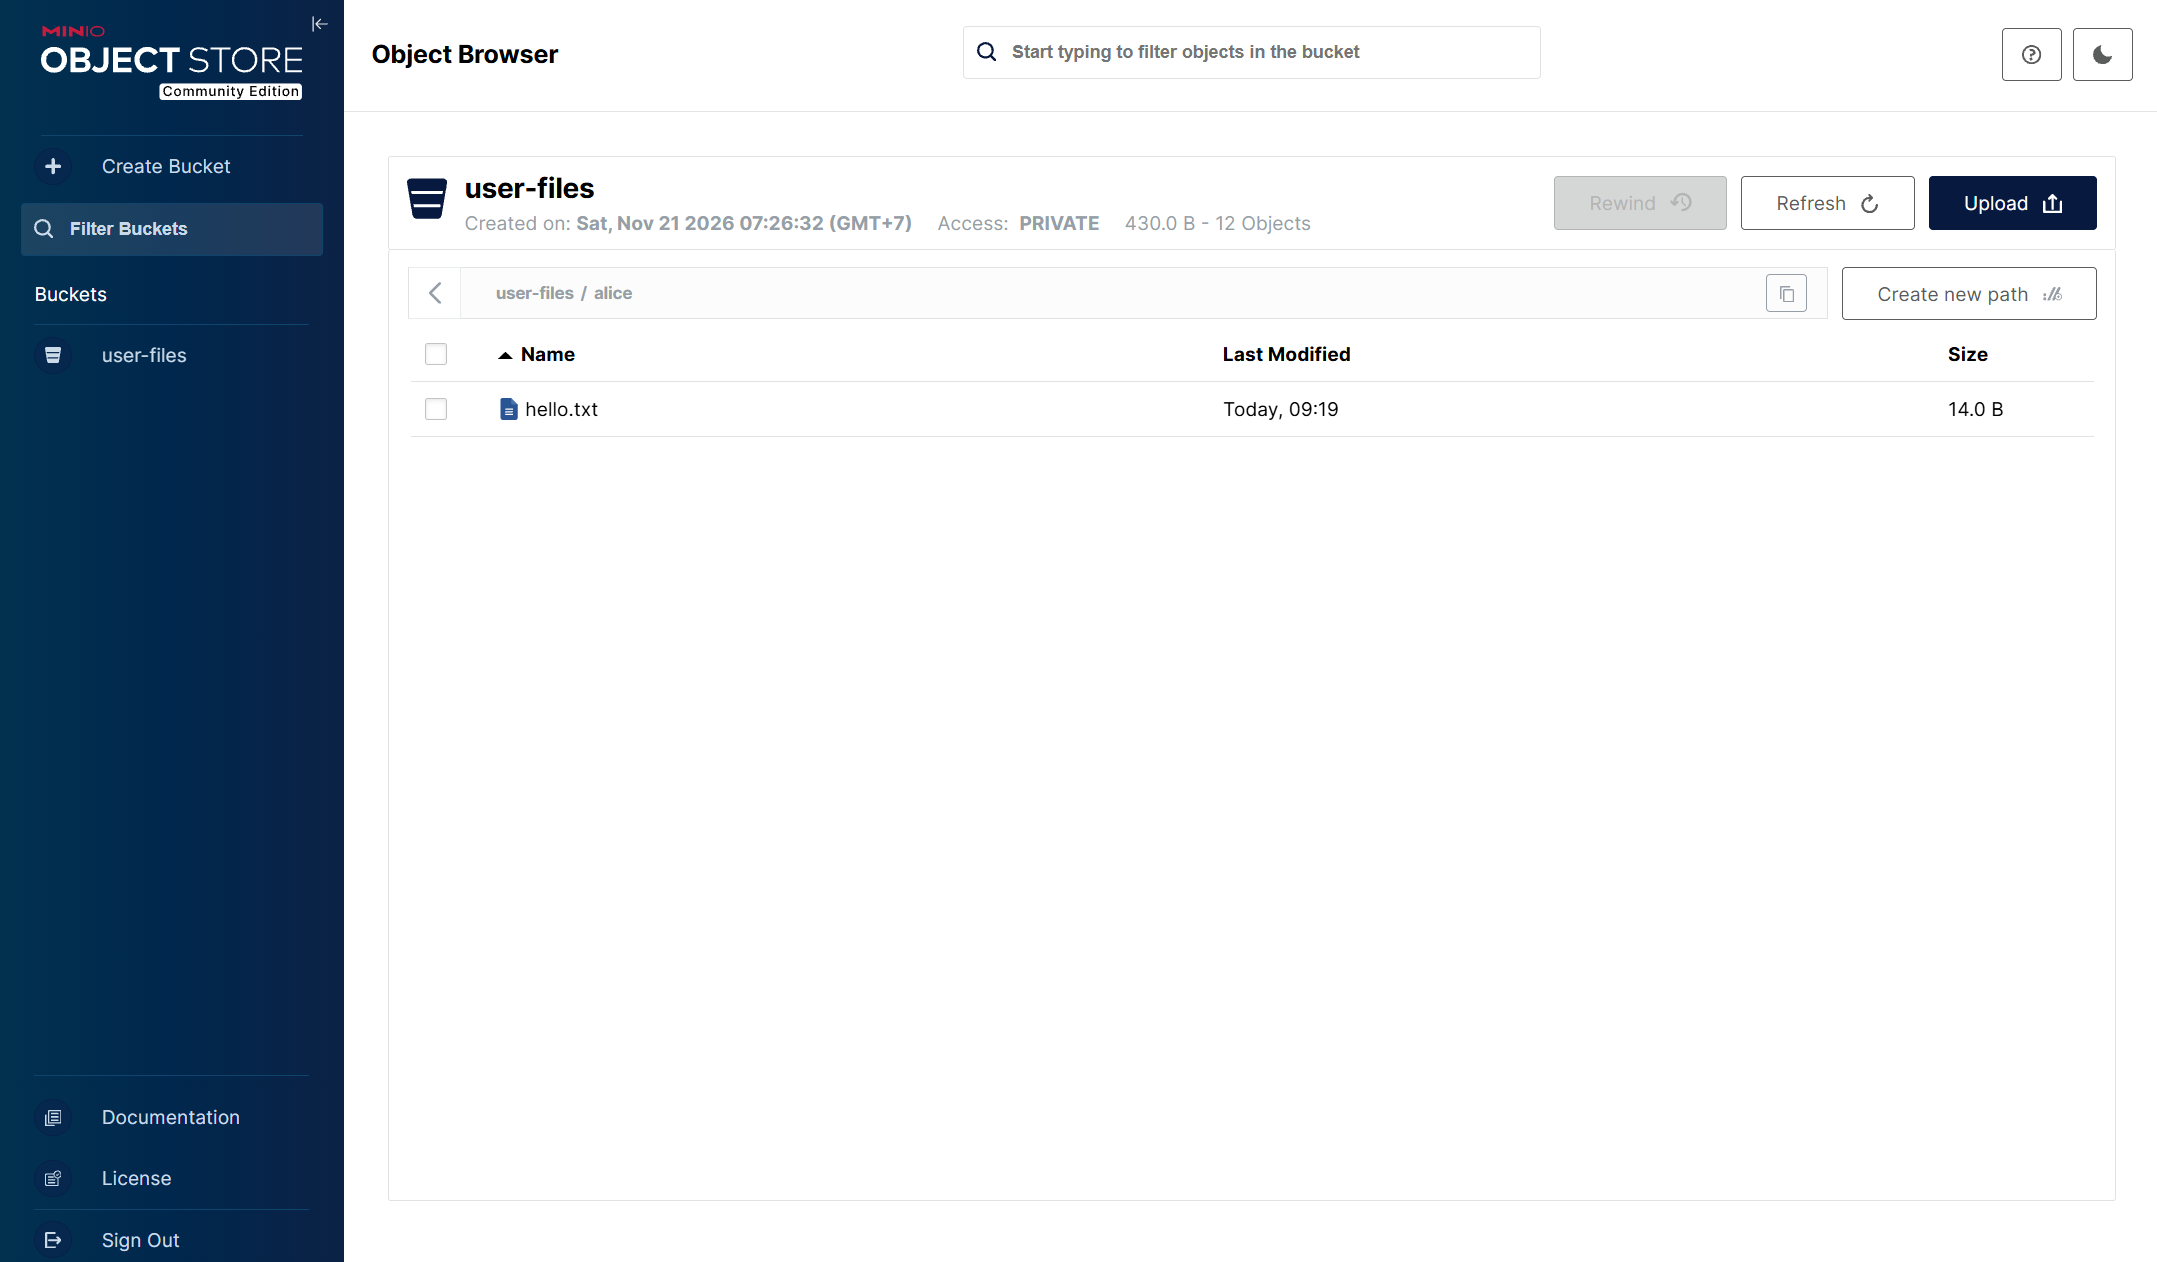 MINIO
OBJECT STORE
Community Edition
Create Bucket
Filter Buckets
Buckets
user-files
Documentation
License
Sign Out
Object Browser
Start typing to filter objects in the bucket
user-files
Created on: Sat, Nov 21 2026 07:26:32 (GMT+7) Access: PRIVATE 430.0 B - 12 Objects
Rewind
Refresh
Upload
user-files / alice
Create new path
Name Last Modified Size
hello.txt Today, 09:19 14.0 B